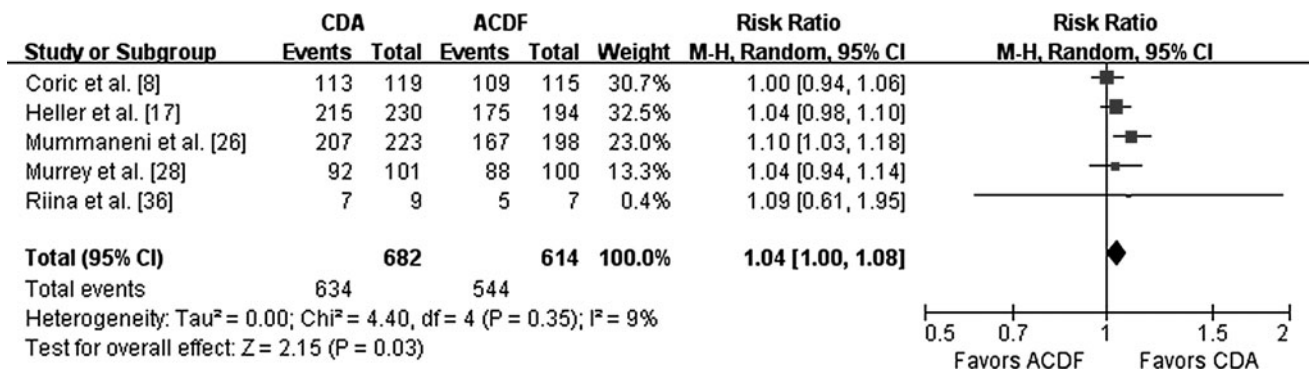 CDA ACDF Risk Ratio Risk Ratio
Study or Subgroup Events Total Events Total Weight M-H, Random, 95% CI M-H, Random, 95% CI
Coric et al. [8] 113 119 109 115 30.7% 1.00 [0.94, 1.06]
Heller et al. [17] 215 230 175 194 32.5% 1.04 [0.98, 1.10]
Mummaneni et al. [26] 207 223 167 198 23.0% 1.10 [1.03, 1.18]
Murrey et al. [28] 92 101 88 100 13.3% 1.04 [0.94, 1.14]
Riina et al. [36] 7 9 5 7 0.4% 1.09 [0.61, 1.95]
Total (95% CI) 682 614 100.0% 1.04 [1.00, 1.08]
Total events 634 544
Heterogeneity: Tau² = 0.00; Chi² = 4.40, df = 4 (P = 0.35); I² = 9%
Test for overall effect: Z = 2.15 (P = 0.03)
0.5 0.7 1 1.5 2
Favors ACDF Favors CDA